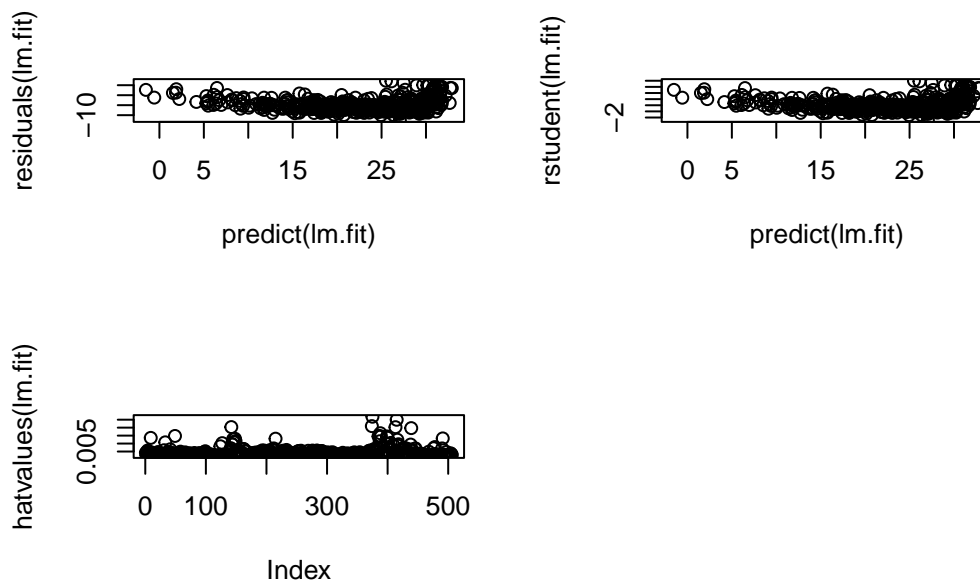 residuals(lm.fit)
−10
0 5 15 25
predict(lm.fit)
rstudent(lm.fit)
−2
0 5 15 25
predict(lm.fit)
hatvalues(lm.fit)
0.005
0 100 300 500
Index